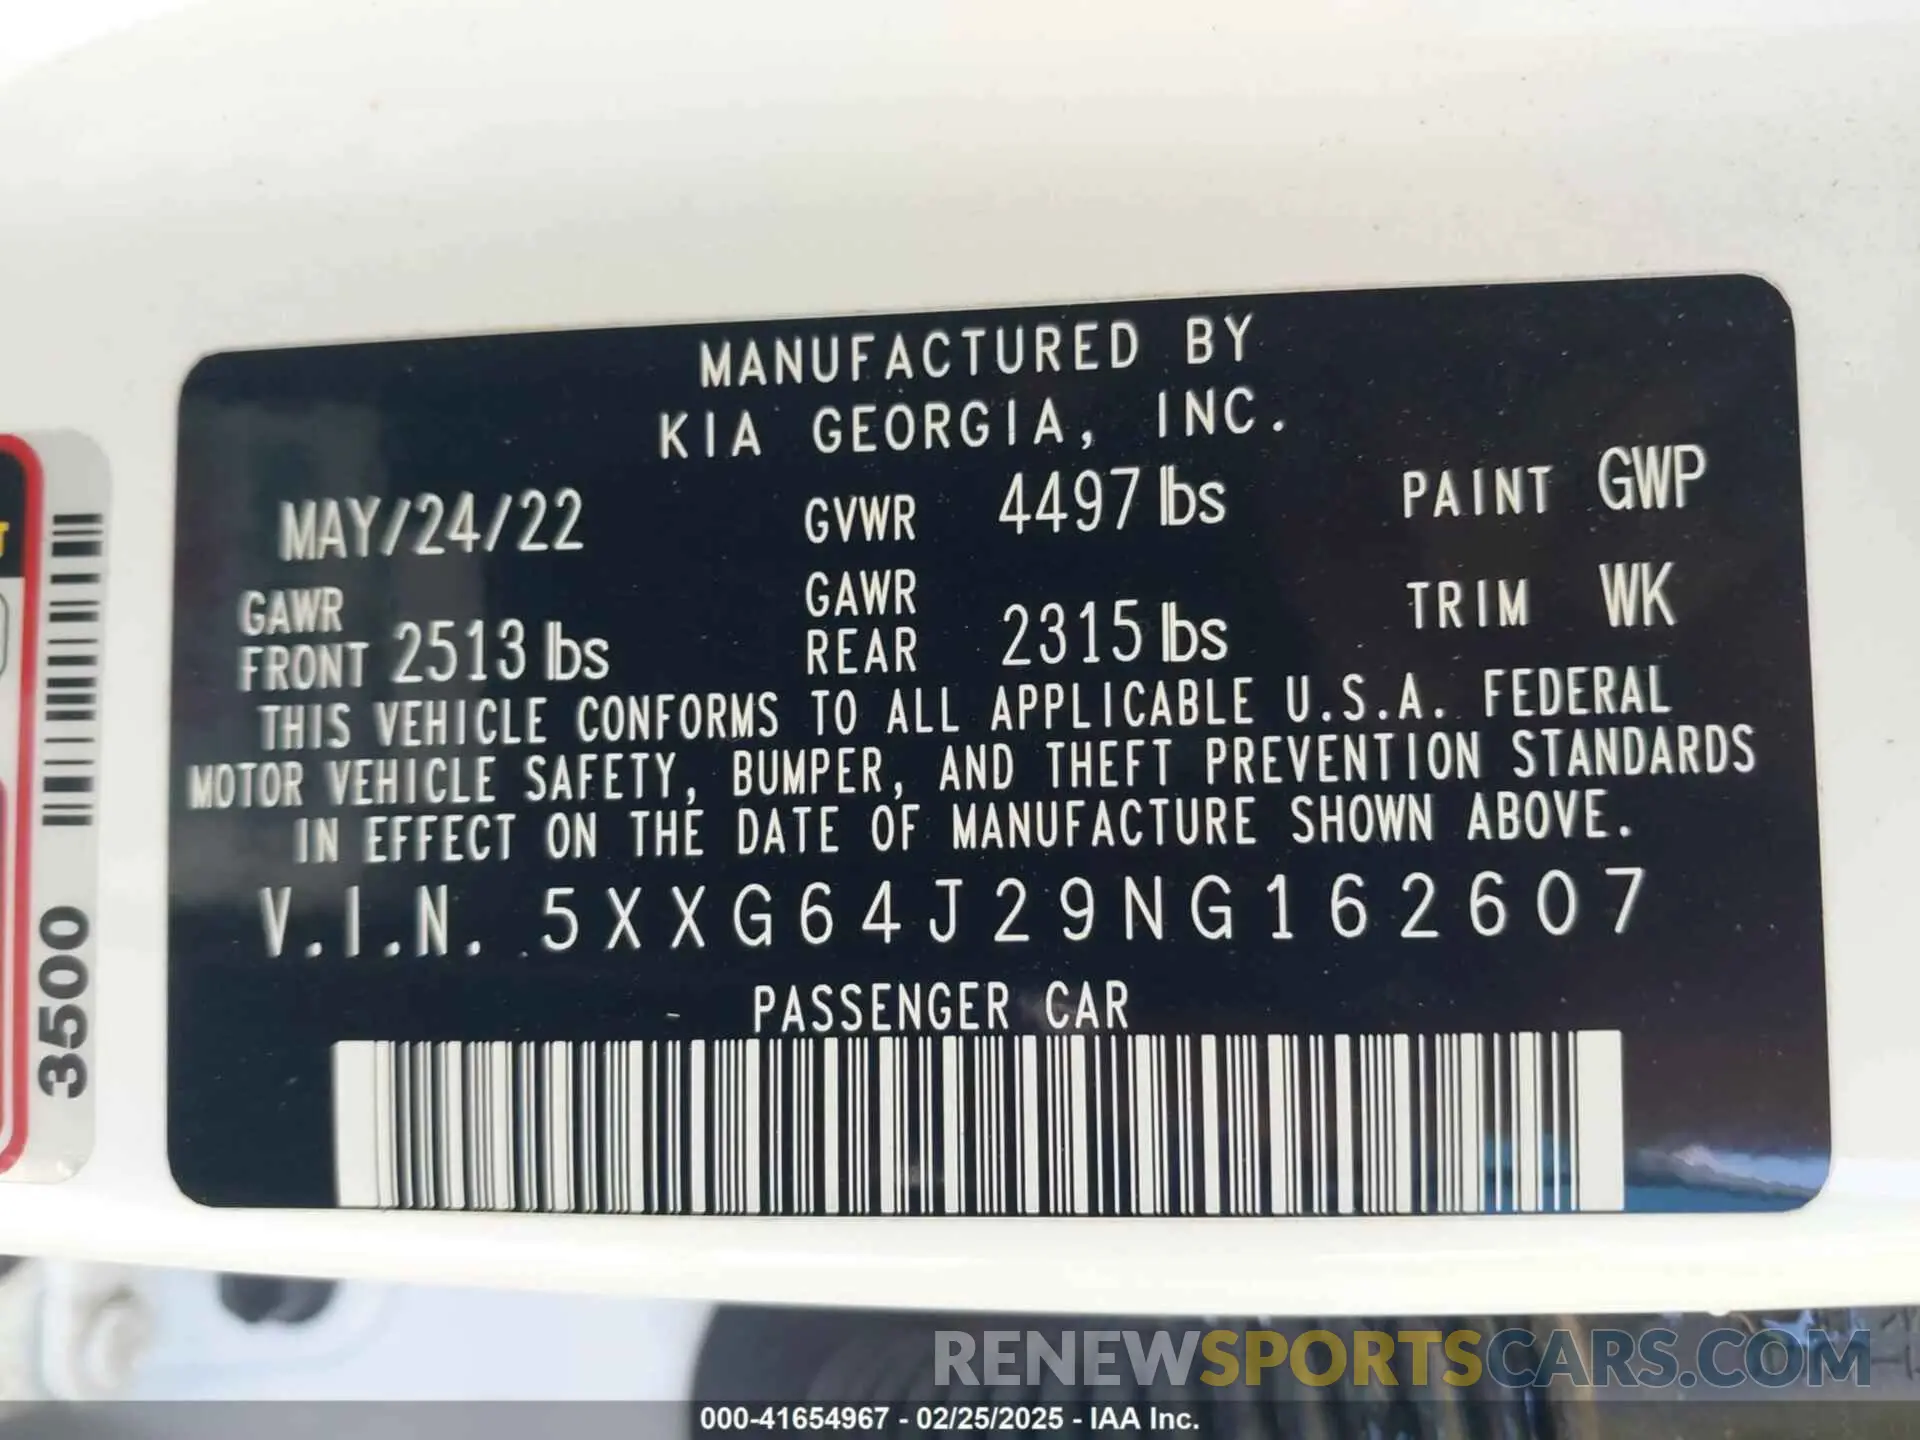 MANUFACTURED BY
KIA GEORGIA, INC.
MAY/24/22 GVWR 4497 lbs PAINT GWP
GAWR FRONT 2513 lbs GAWR REAR 2315 lbs TRIM WK
THIS VEHICLE CONFORMS TO ALL APPLICABLE U.S.A. FEDERAL
MOTOR VEHICLE SAFETY, BUMPER, AND THEFT PREVENTION STANDARDS
IN EFFECT ON THE DATE OF MANUFACTURE SHOWN ABOVE.
V.I.N. 5XXG64J29NG162607
PASSENGER CAR
3500
RENEWSPORTSCARS.COM
000-41654967 - 02/25/2025 - IAA Inc.